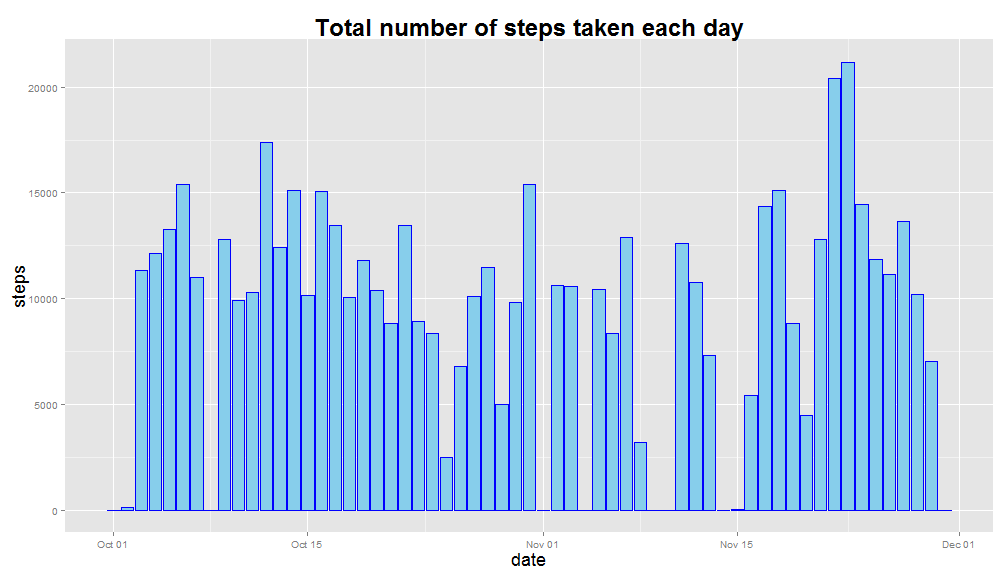 Total number of steps taken each day
steps
20000
15000
10000
5000
0
Oct 01 Oct 15 Nov 01 Nov 15 Dec 01
date